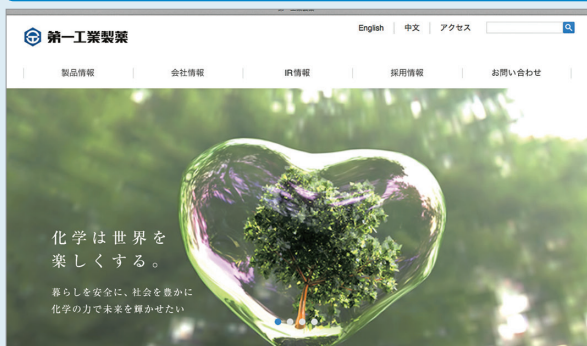 English 中文 アクセス
第一工業製薬
製品情報 会社情報 IR情報 採用情報 お問い合わせ
化学は世界を
楽しくする。
暮らしを安全に、社会を豊かに
化学の力で未来を輝かせたい